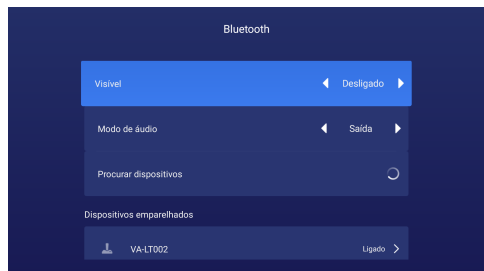 Bluetooth
Visível
Desligado
Modo de áudio
Saída
Procurar dispositivos
Dispositivos emparelhados
VA-LT002
Ligado